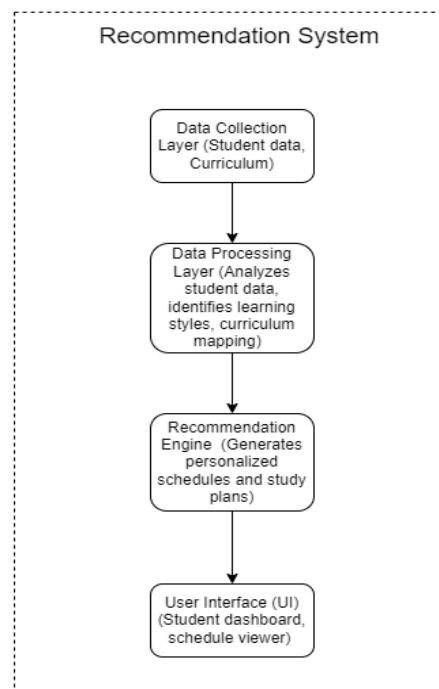 Recommendation System
Data Collection
Layer (Student data,
Curriculum)
Data Processing
Layer (Analyzes
student data,
identifies learning
styles, curriculum
mapping)
Recommendation
Engine (Generates
personalized
schedules and study
plans)
User Interface (UI)
(Student dashboard,
schedule viewer)